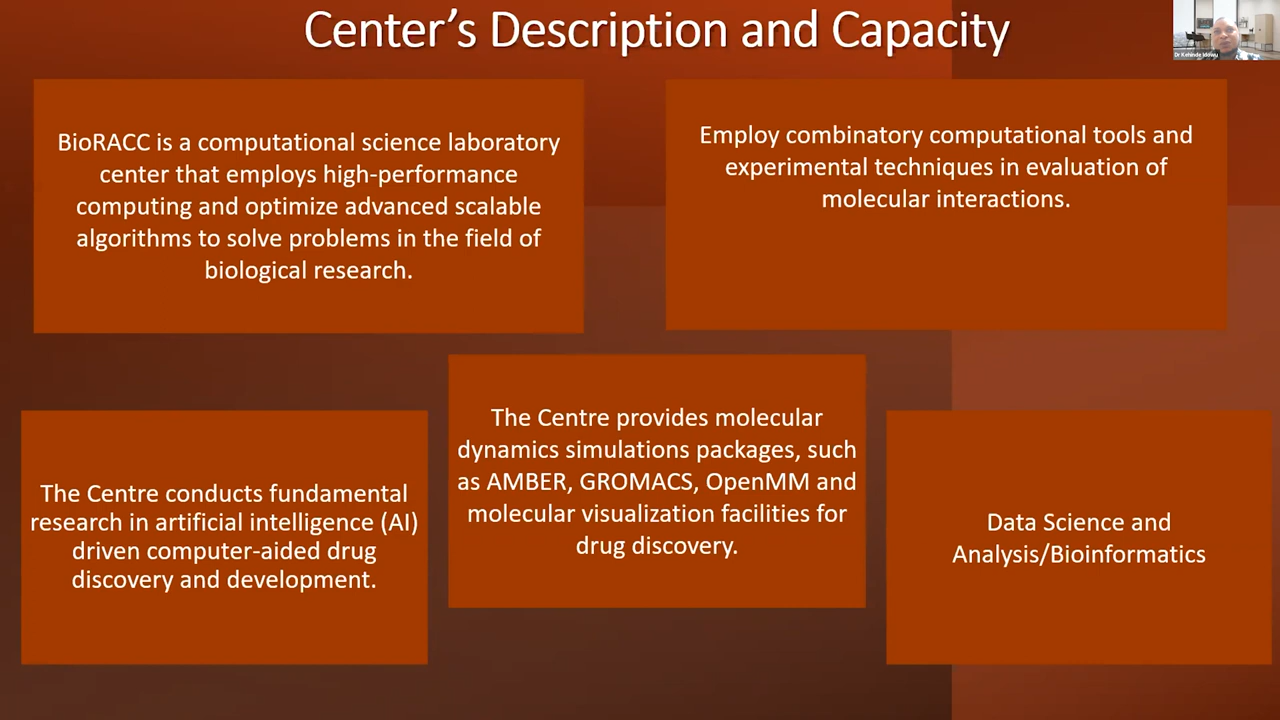 Center's Description and Capacity
Dr Kehinde Idowu
BioRACC is a computational science laboratory
center that employs high-performance
computing and optimize advanced scalable
algorithms to solve problems in the field of
biological research.
Employ combinatory computational tools and
experimental techniques in evaluation of
molecular interactions.
The Centre conducts fundamental
research in artificial intelligence (AI)
driven computer-aided drug
discovery and development.
The Centre provides molecular
dynamics simulations packages, such
as AMBER, GROMACS, OpenMM and
molecular visualization facilities for
drug discovery.
Data Science and
Analysis/Bioinformatics